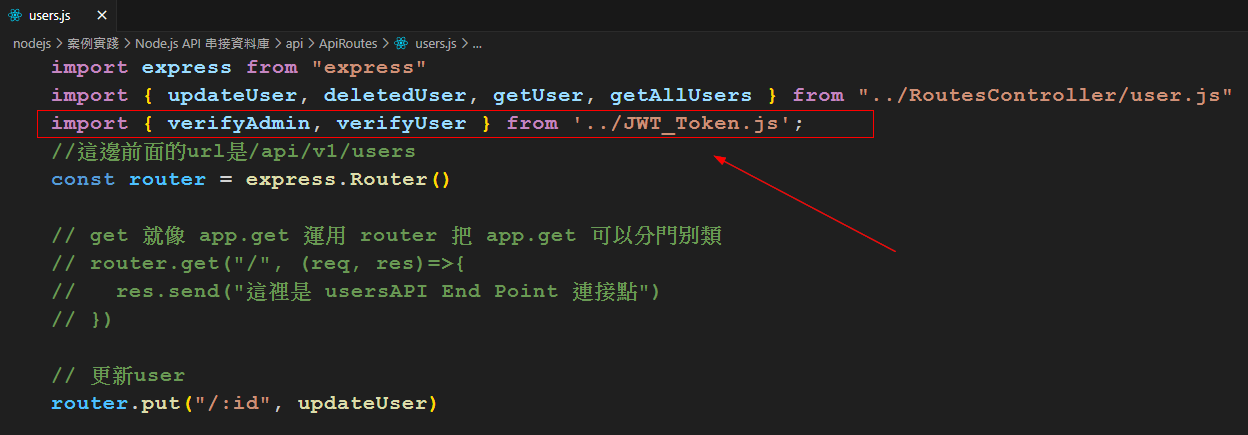 users.js
nodejs > 案例實踐 > Node.js API 串接資料庫 > api > ApiRoutes > users.js > ...
import express from "express"
import { updateUser, deletedUser, getUser, getAllUsers } from "../RoutesController/user.js"
import { verifyAdmin, verifyUser } from '../JWT_Token.js';
//這邊前面的url是/api/v1/users
const router = express.Router()
// get 就像 app.get 運用 router 把 app.get 可以分門別類
// router.get("/", (req, res)=>{
//   res.send("這裡是 usersAPI End Point 連接點")
// })
// 更新user
router.put("/:id", updateUser)